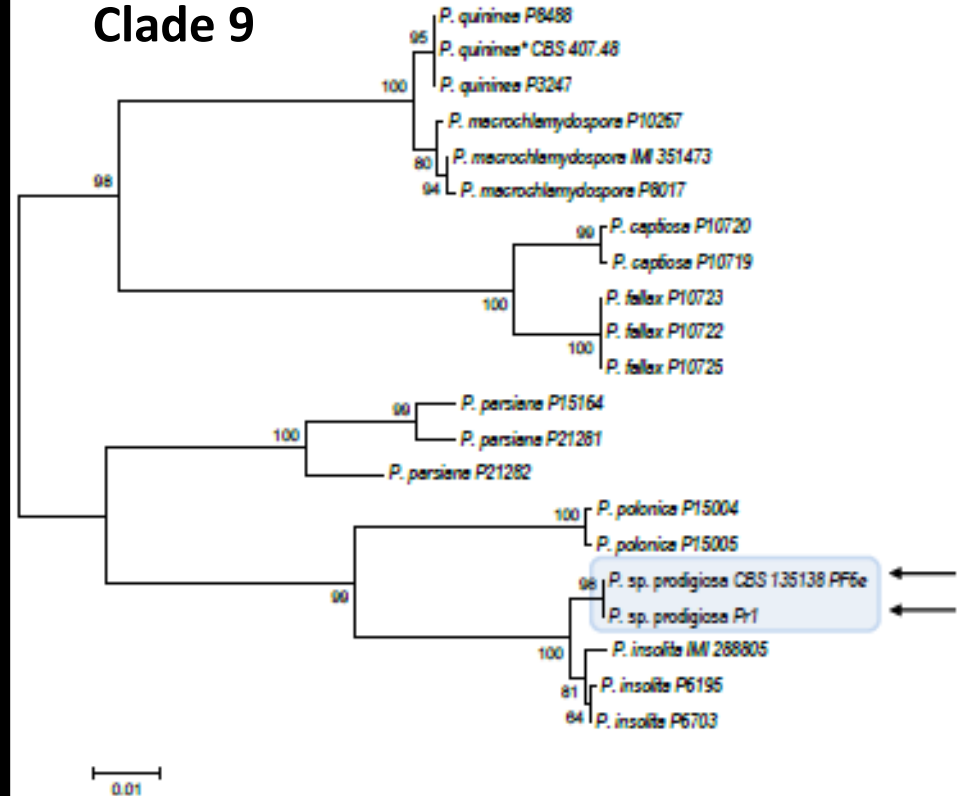 Clade 9
P. quininea P8488
95
P. quininea* CBS 407.48
100
P. quininea P3247
P. macrochlamydospora P10267
P. macrochlamydospora IMI 351473
80
94
P. macrochlamydospora P8017
98
P. captiosa P10720
99
P. captiosa P10719
P. fallax P10723
100
P. fallax P10722
100
P. fallax P10725
P. parsiana P15164
99
P. parsiana P21281
100
P. parsiana P21282
P. polonica P15004
100
P. polonica P15005
P. sp. prodigiosa CBS 135138 PF6e
98
99
P. sp. prodigiosa Pr1
P. insolita IMI 288805
100
P. insolita P6195
81
64
P. insolita P6703
0.01